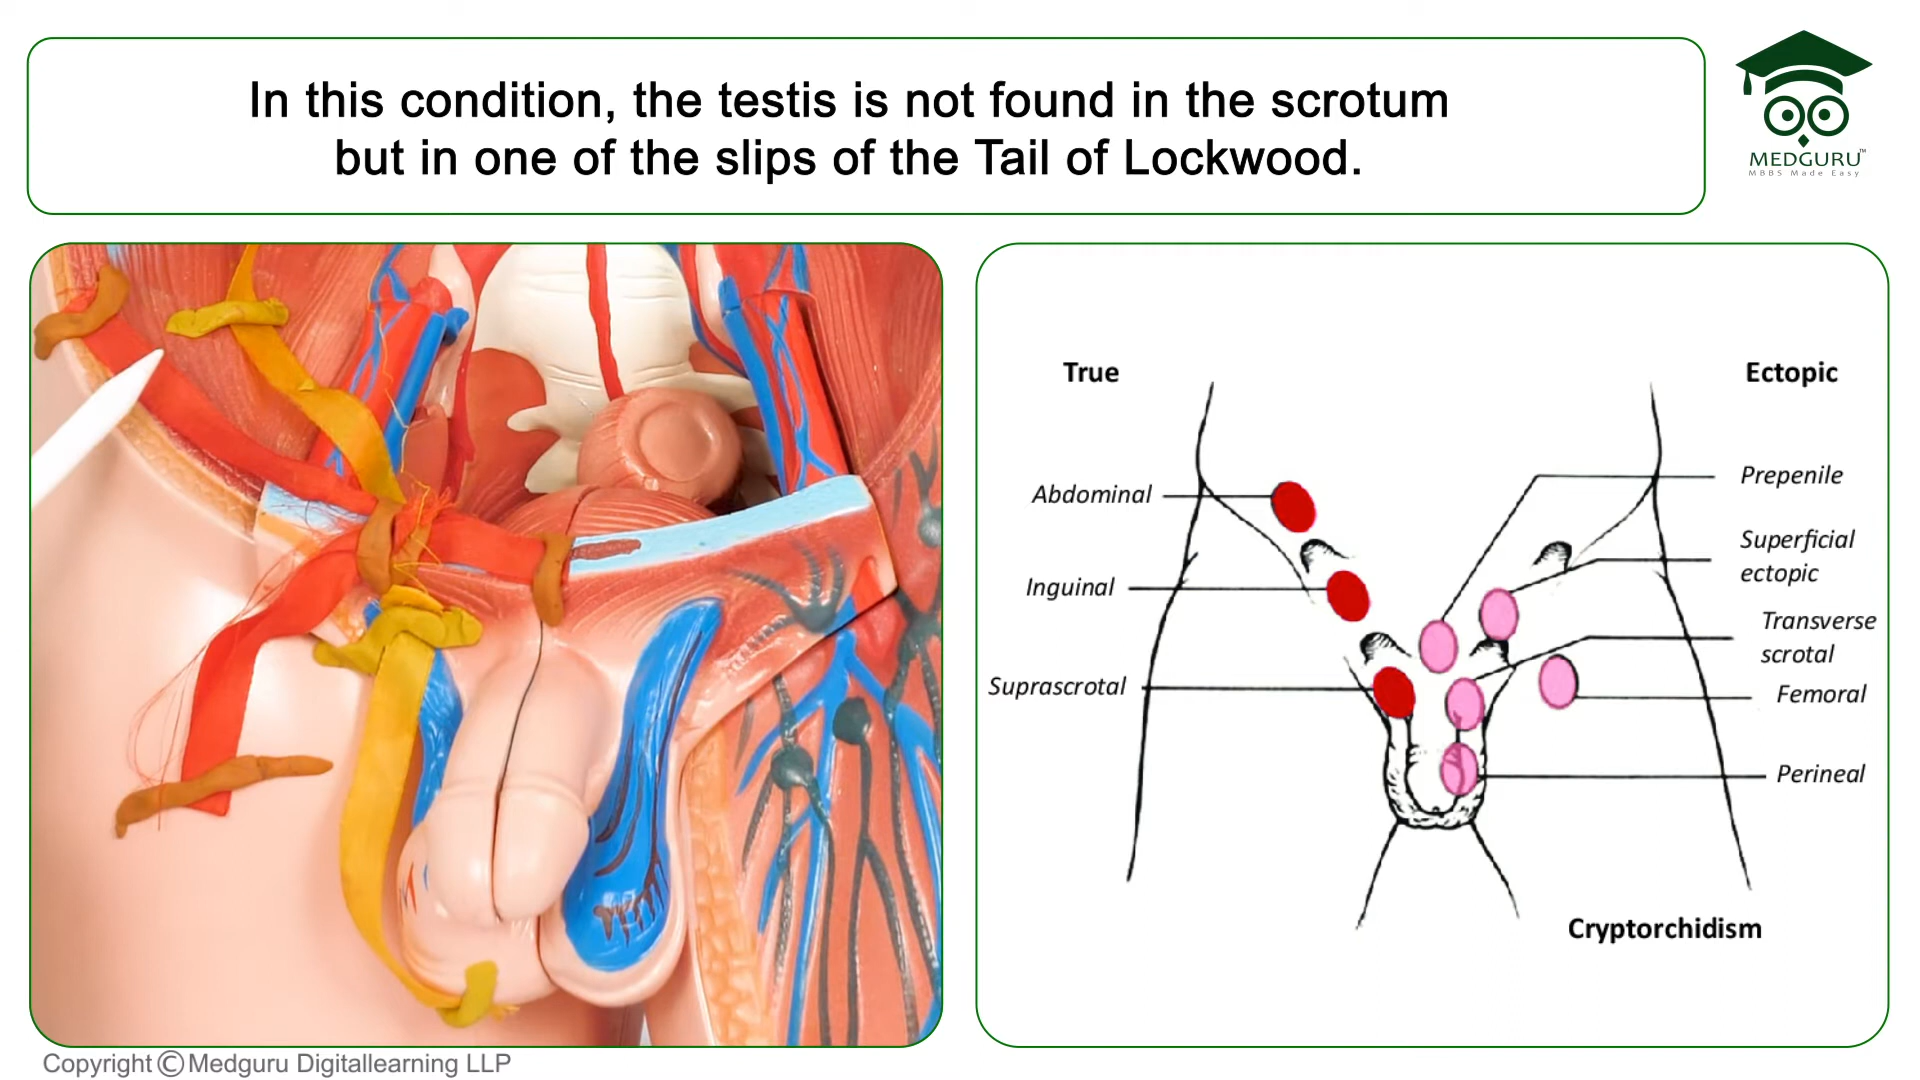 In this condition, the testis is not found in the scrotum
but in one of the slips of the Tail of Lockwood.
MEDGURU™
MBBS Made Easy
True
Ectopic
Abdominal
Inguinal
Suprascrotal
Prepenile
Superficial
ectopic
Transverse
scrotal
Femoral
Perineal
Cryptorchidism
Copyright © Medguru Digitallearning LLP